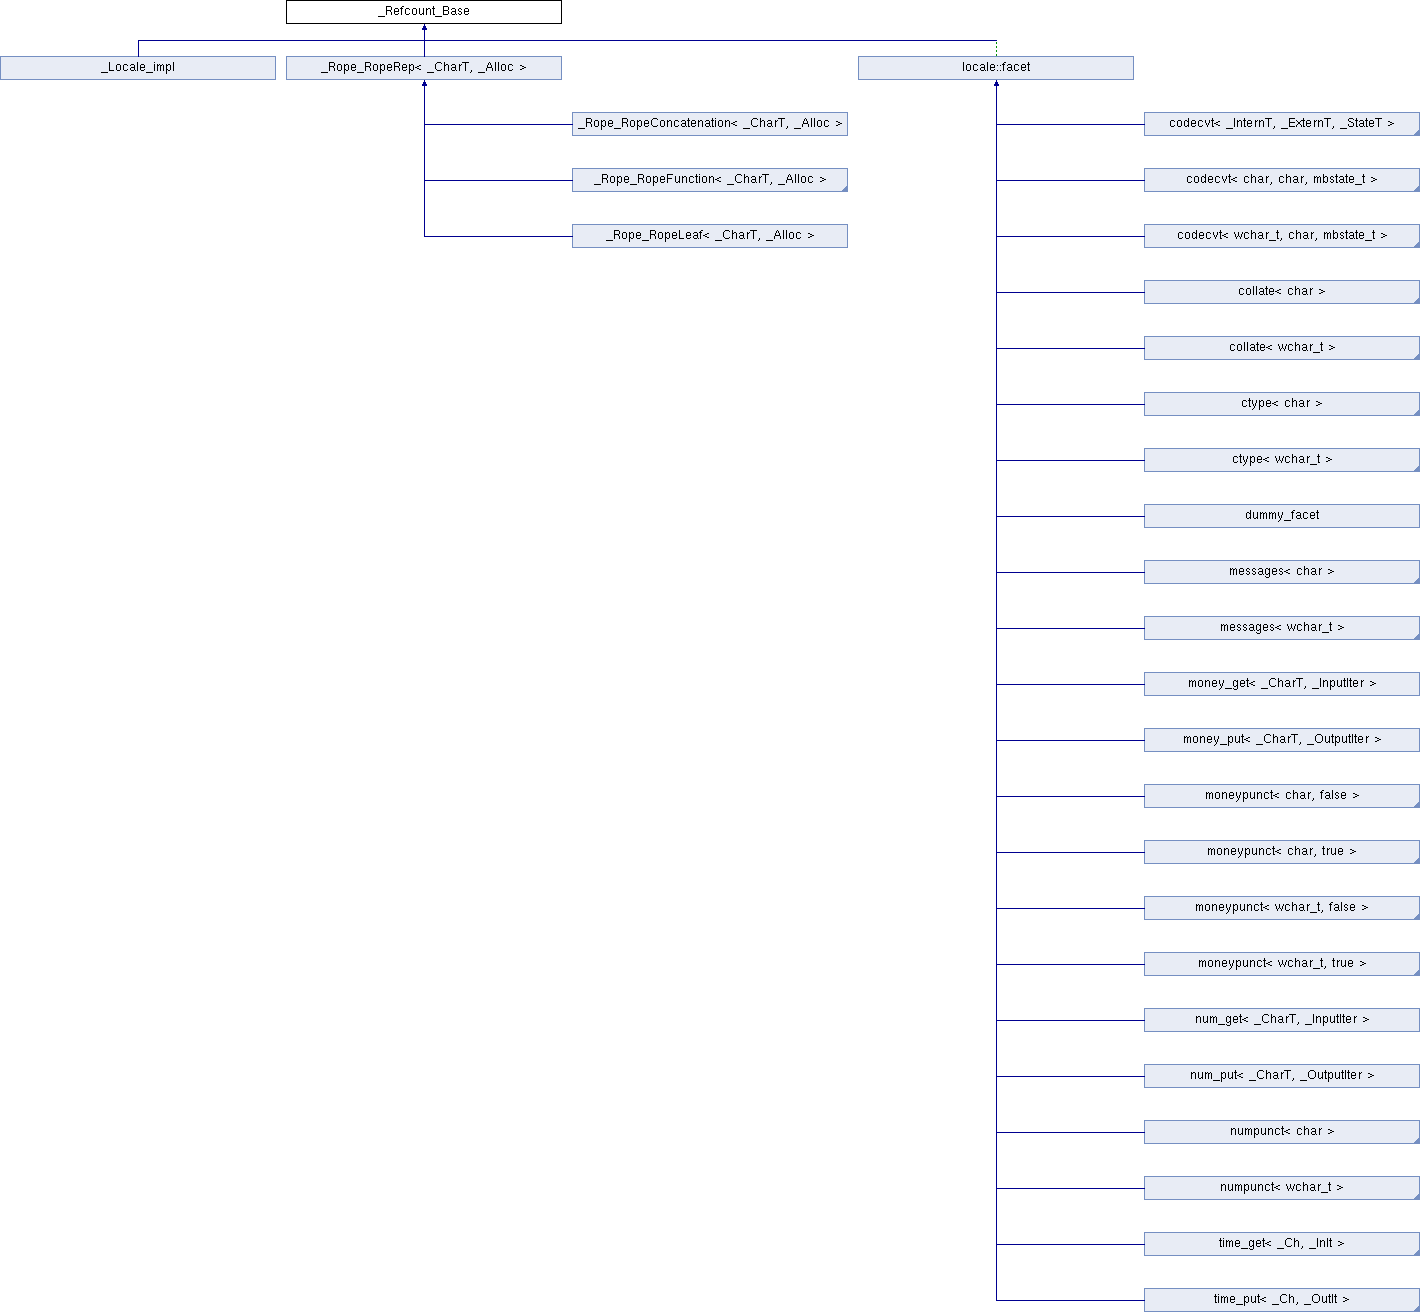 _Refcount_Base
_Locale_impl
_Rope_RopeRep< _CharT, _Alloc >
locale::facet
_Rope_RopeConcatenation< _CharT, _Alloc >
codecvt< _InternT, _ExternT, _StateT >
_Rope_RopeFunction< _CharT, _Alloc >
codecvt< char, char, mbstate_t >
_Rope_RopeLeaf< _CharT, _Alloc >
codecvt< wchar_t, char, mbstate_t >
collate< char >
collate< wchar_t >
ctype< char >
ctype< wchar_t >
dummy_facet
messages< char >
messages< wchar_t >
money_get< _CharT, _InputIter >
money_put< _CharT, _OutputIter >
moneypunct< char, false >
moneypunct< char, true >
moneypunct< wchar_t, false >
moneypunct< wchar_t, true >
num_get< _CharT, _InputIter >
num_put< _CharT, _OutputIter >
numpunct< char >
numpunct< wchar_t >
time_get< _Ch, _InIt >
time_put< _Ch, _OutIt >